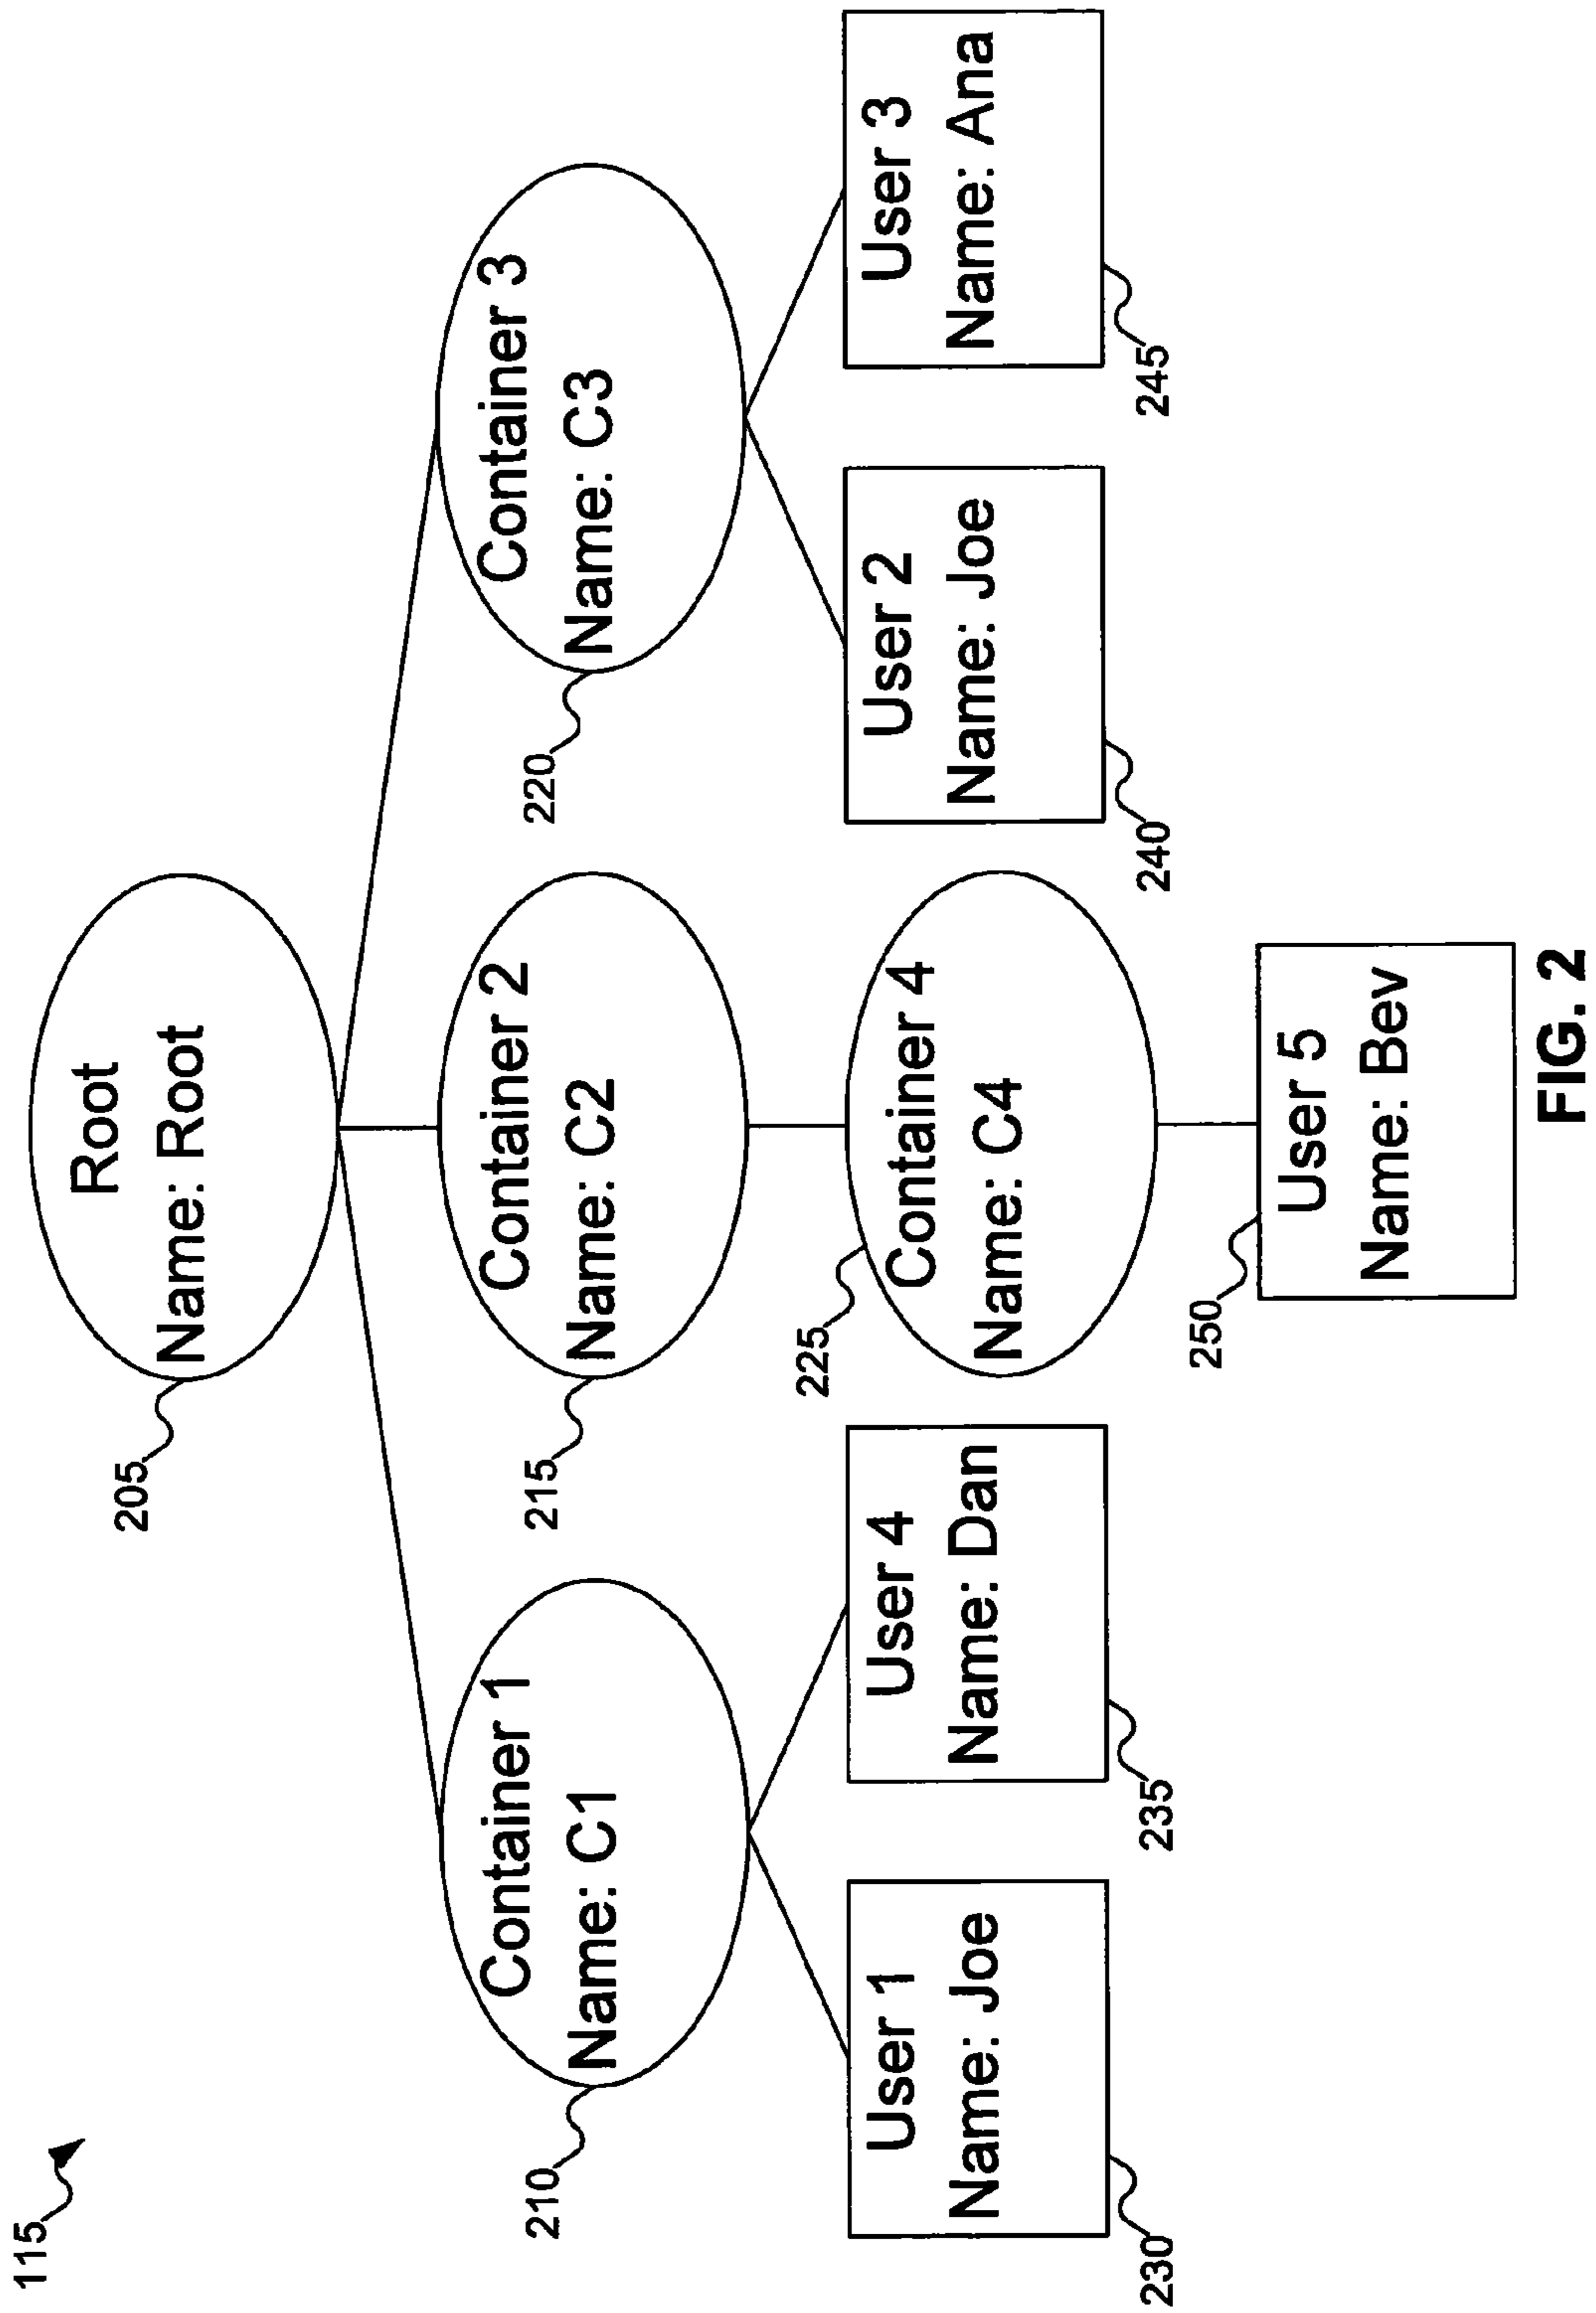 115
205
Root
Name: Root
210
Container 1
Name: C1
215
Container 2
Name: C2
220
Container 3
Name: C3
User 1
Name: Joe
230
User 4
Name: Dan
235
225
Container 4
Name: C4
User 2
Name: Joe
240
User 3
Name: Ana
245
250
User 5
Name: Bev
FIG. 2